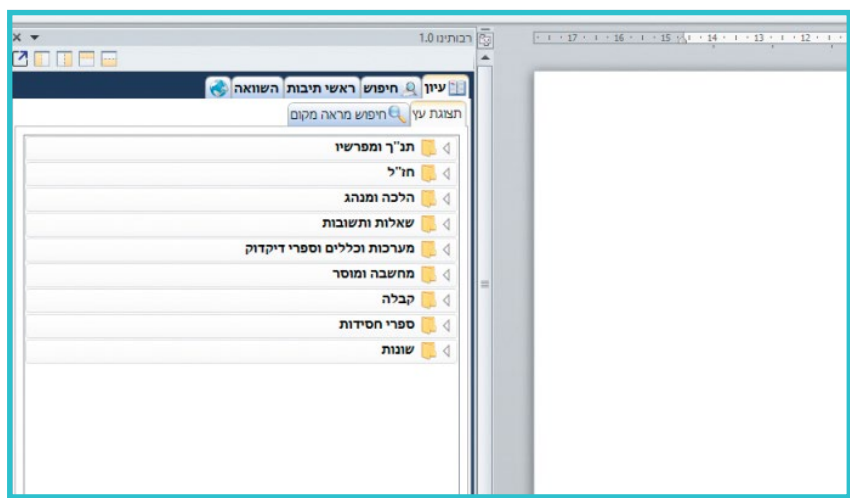 רבותינו 1.0
· 17 · ı · 16 · ı · 15 · ı · 14 · ı · 13 · ı · 12 · ı ·
עיון חיפוש ראשי תיבות השוואה
תצוגת עץ חיפוש מראה מקום
תנ"ך ומפרשיו
חז"ל
הלכה ומנהג
שאלות ותשובות
מערכות וכללים וספרי דיקדוק
מחשבה ומוסר
קבלה
ספרי חסידות
שונות